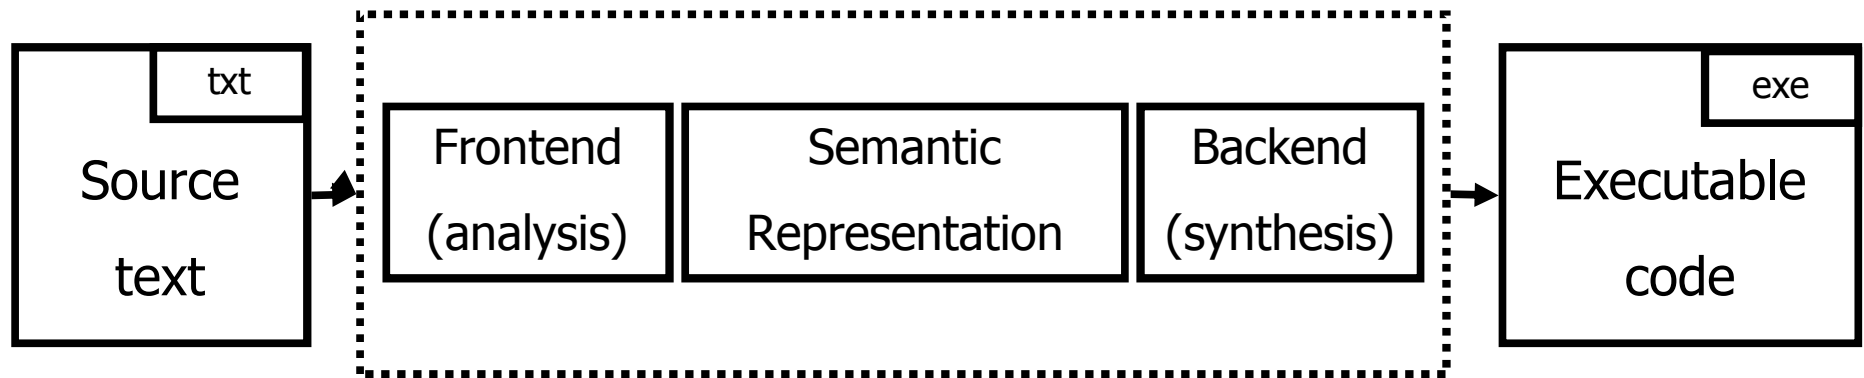 txt
Source
text
Frontend
(analysis)
Semantic
Representation
Backend
(synthesis)
exe
Executable
code